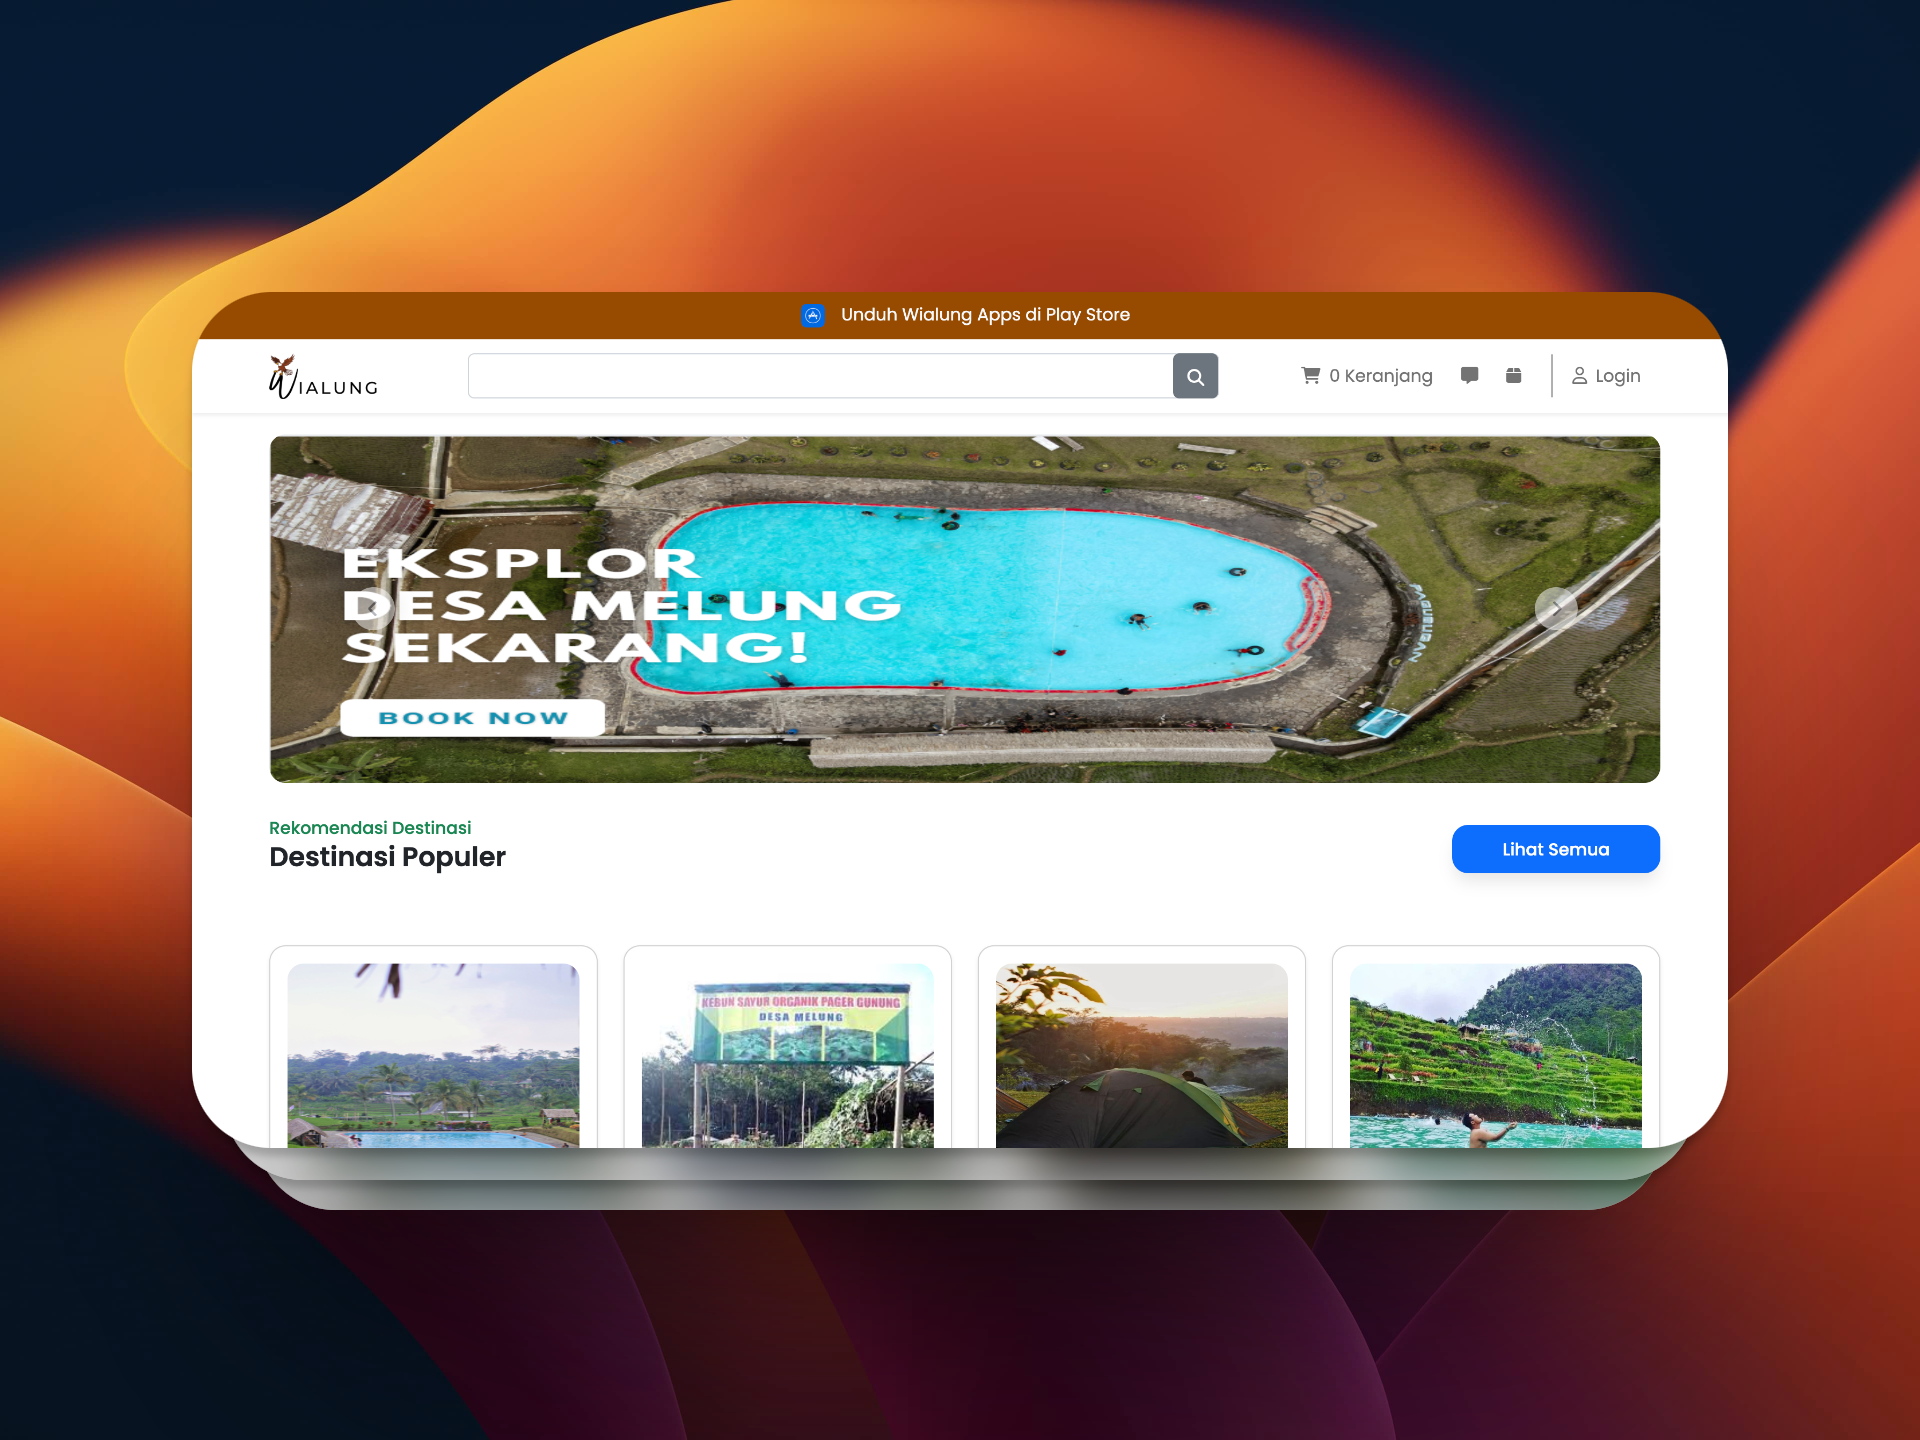 Unduh Wialung Apps di Play Store
WIALUNG
0 Keranjang
Login
EKSPLOR
DESA MELUNG
SEKARANG!
BOOK NOW
PAGUBUGAN
Rekomendasi Destinasi
Destinasi Populer
Lihat Semua
KEBUN SAYUR ORGANIK PAGER GUNUNG
DESA MELUNG